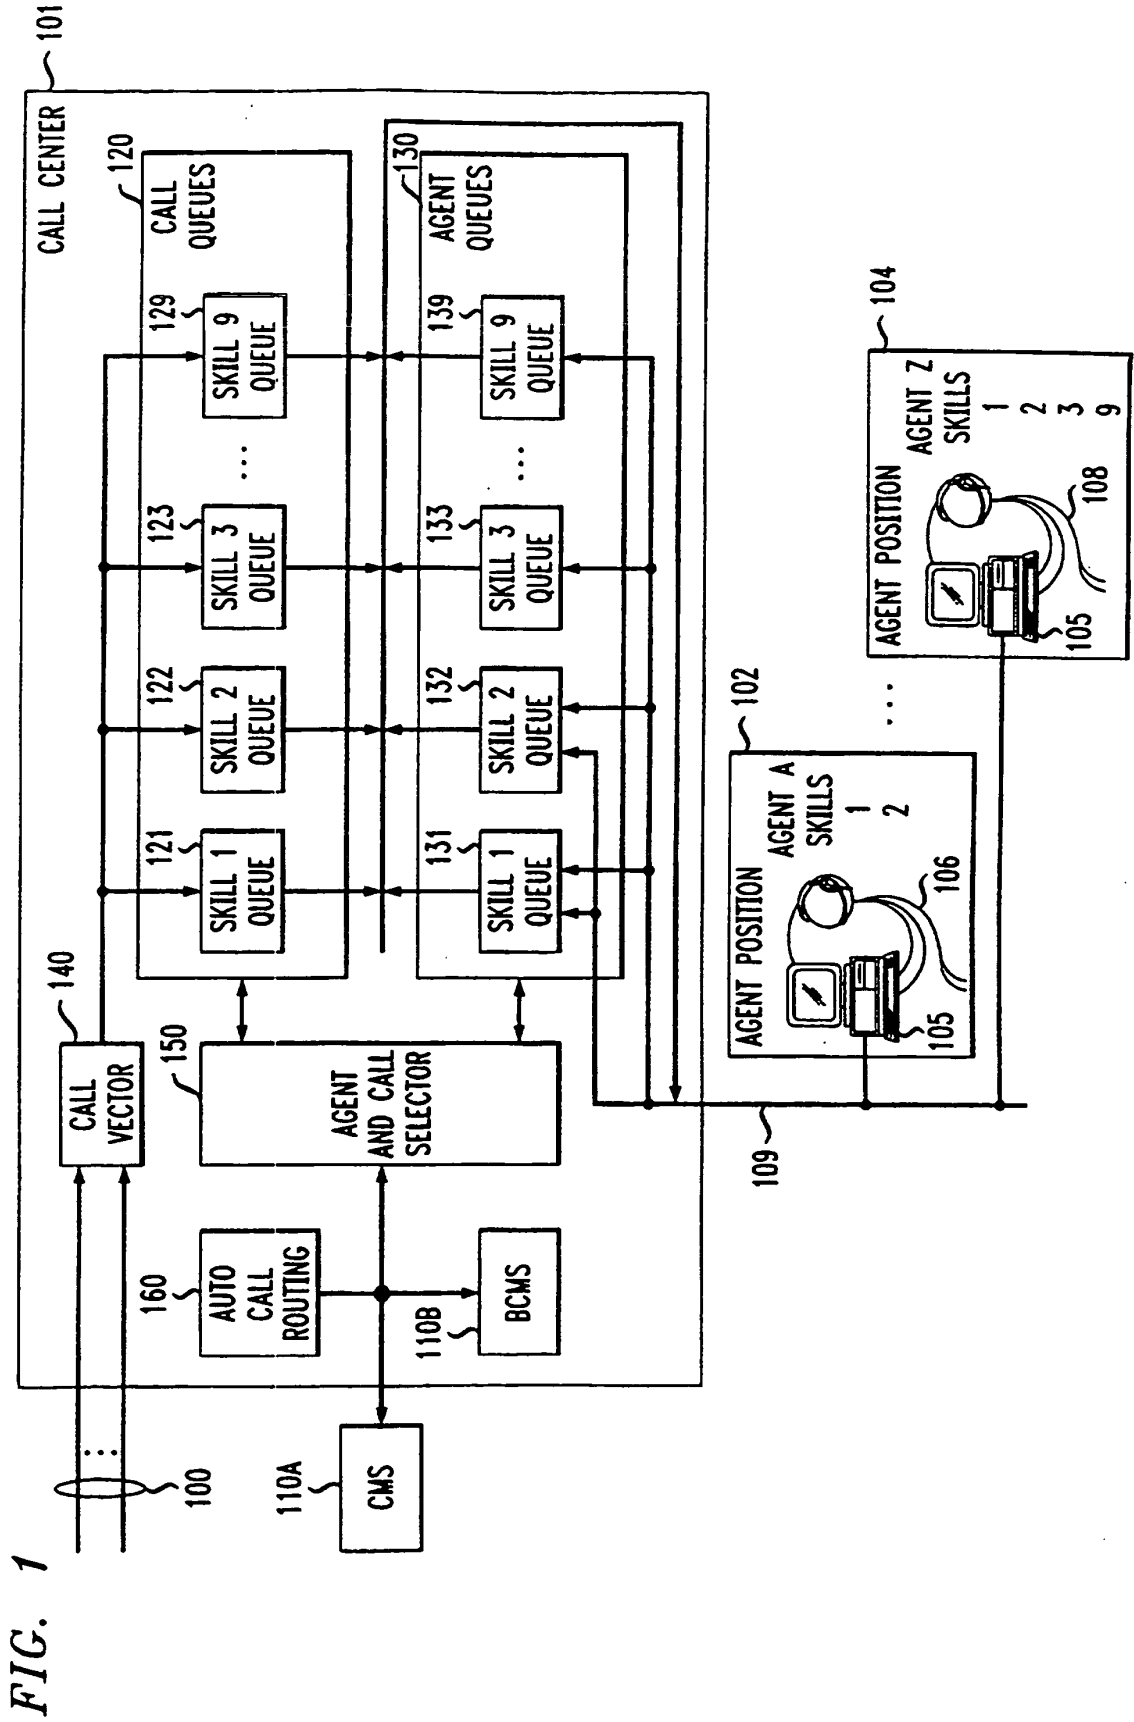 FIG. 1
100
CALL CENTER
101
CALL
VECTOR
140
120
CALL
QUEUES
121
SKILL 1
QUEUE
122
SKILL 2
QUEUE
123
SKILL 3
QUEUE
...
129
SKILL 9
QUEUE
160
AUTO
CALL
ROUTING
150
AGENT
AND CALL
SELECTOR
110A
CMS
110B
BCMS
130
AGENT
QUEUES
131
SKILL 1
QUEUE
132
SKILL 2
QUEUE
133
SKILL 3
QUEUE
...
139
SKILL 9
QUEUE
109
102
AGENT POSITION
AGENT A
SKILLS
1
2
105
106
...
104
AGENT POSITION
AGENT Z
SKILLS
1
2
3
9
105
108